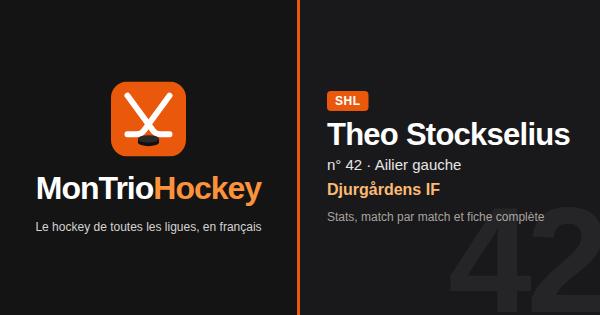 MonTrioHockey
Le hockey de toutes les ligues, en français
SHL
Theo Stockselius
n° 42 · Ailier gauche
Djurgårdens IF
Stats, match par match et fiche complète
42